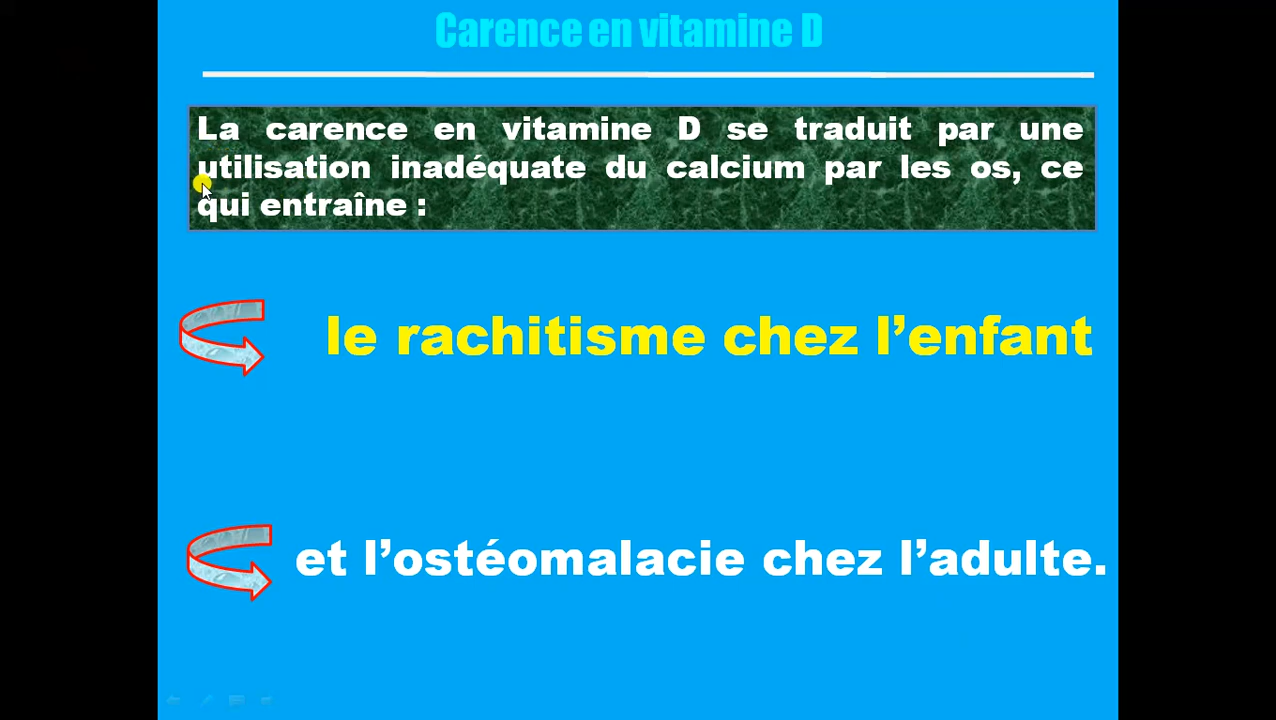 Carence en vitamine D
La carence en vitamine D se traduit par une
utilisation inadéquate du calcium par les os, ce
qui entraîne :
le rachitisme chez l’enfant
et l’ostéomalacie chez l’adulte.